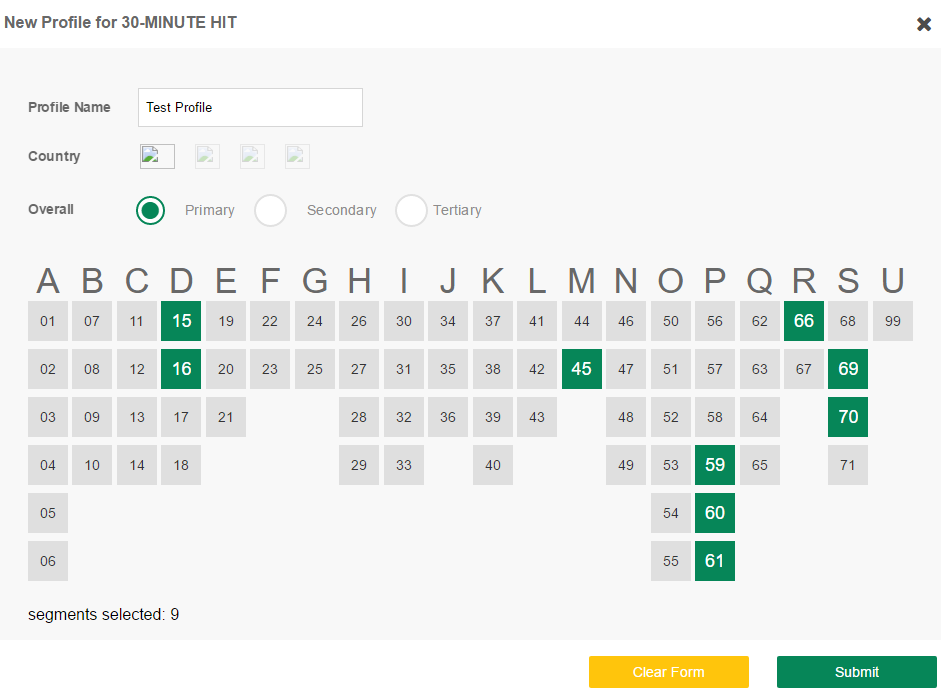 New Profile for 30-MINUTE HIT
Profile Name Test Profile
Country
Overall Primary Secondary Tertiary
A B C D E F G H I J K L M N O P Q R S U
01 07 11 15 19 22 24 26 30 34 37 41 44 46 50 56 62 66 68 99
02 08 12 16 20 23 25 27 31 35 38 42 45 47 51 57 63 67 69
03 09 13 17 21 28 32 36 39 43 48 52 58 64 70
04 10 14 18 29 33 40 49 53 59 65 71
05 54 60
06 55 61
segments selected: 9
Clear Form Submit